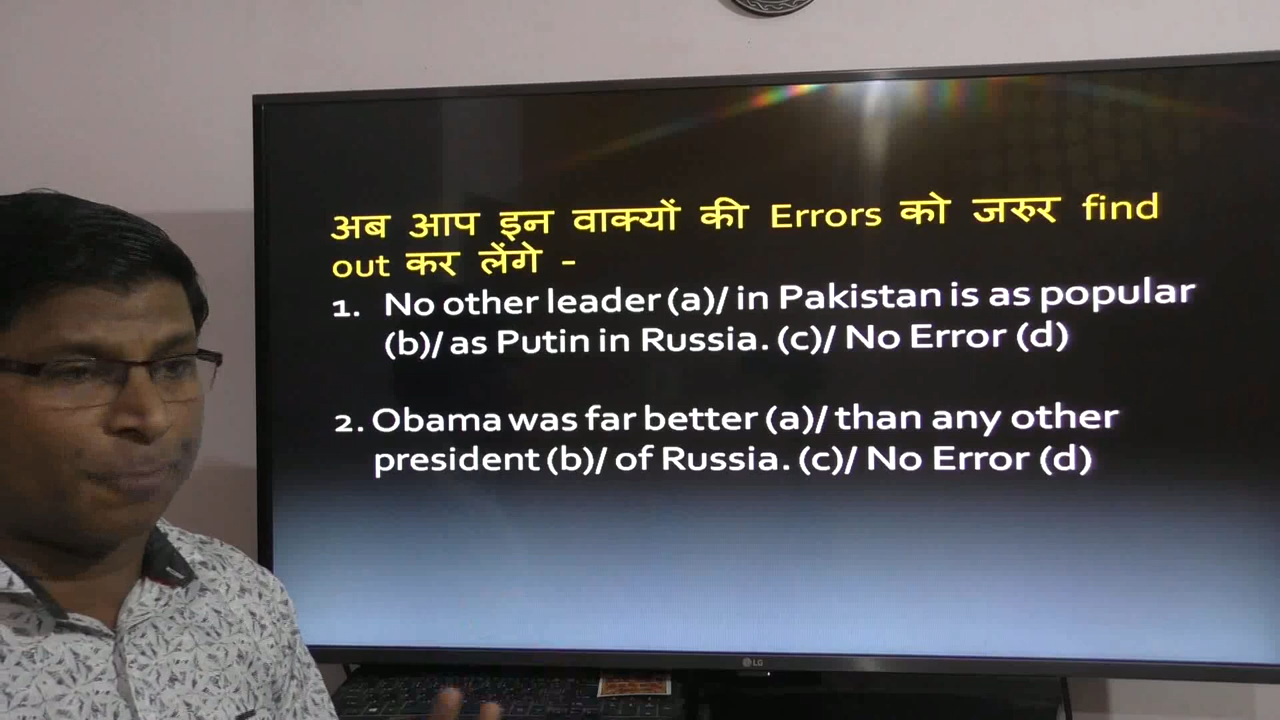 अब आप इन वाक्यों की Errors को जरुर find
out कर लेंगे -
1. No other leader (a)/ in Pakistan is as popular
(b)/ as Putin in Russia. (c)/ No Error (d)
2. Obama was far better (a)/ than any other
president (b)/ of Russia. (c)/ No Error (d)
LG